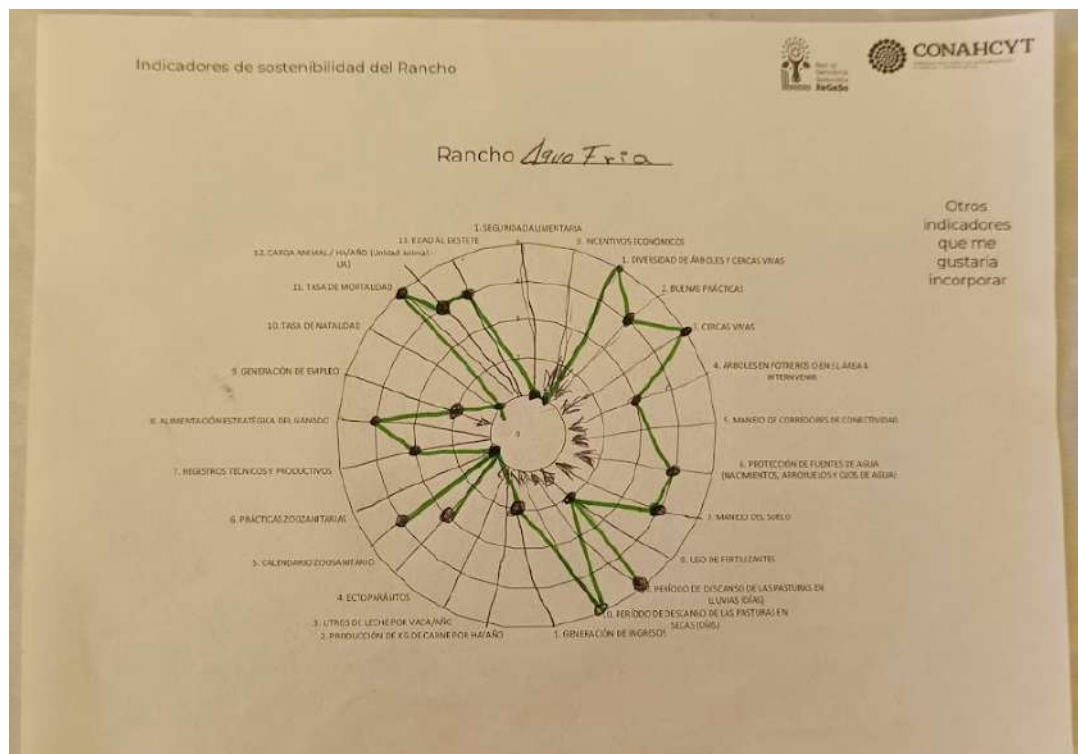 Indicadores de sostenibilidad del Rancho
CONAHCYT
ReGeSo
Rancho Agua Fria
Otros
indicadores
que me
gustaría
incorporar
1. SEGURIDAD ALIMENTARIA
3. INCENTIVOS ECONÓMICOS
1. DIVERSIDAD DE ÁRBOLES Y CERCAS VIVAS
2. BUENAS PRÁCTICAS
3. CERCAS VIVAS
4. ÁRBOLES EN POTREROS O EN EL ÁREA A
INTERVENIR
5. MANEJO DE CORREDORES DE CONECTIVIDAD
6. PROTECCIÓN DE FUENTES DE AGUA
(NACIMIENTOS, ARROYUELOS Y OJOS DE AGUA)
7. MANEJO DEL SUELO
8. USO DE FERTILIZANTES
PERÍODO DE DESCANSO DE LAS PASTURAS EN
LLUVIAS (DÍAS)
0. PERÍODO DE DESCANSO DE LAS PASTURAS EN
SECAS (DÍAS)
1. GENERACIÓN DE INGRESOS
2. PRODUCCIÓN DE KG DE CARNE POR HA/AÑO
3. LITROS DE LECHE POR VACA/AÑO
4. ECTOPARÁSITOS
5. CALENDARIO ZOOSANITARIO
6. PRÁCTICAS ZOOZANITARIAS
7. REGISTROS TÉCNICOS Y PRODUCTIVOS
8. ALIMENTACIÓN ESTRATÉGICA DEL GANADO
9. GENERACIÓN DE EMPLEO
10. TASA DE NATALIDAD
11. TASA DE MORTALIDAD
12. CARGA ANIMAL / HA/AÑO (Unidad Animal -
UA)
13. EDAD AL DESTETE
0